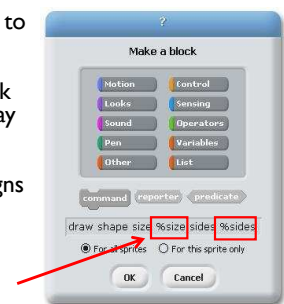 to
?
Make a block
k
ay
Motion Control
Looks Sensing
Sound Operators
gns
Pen Variables
Other List
command reporter predicate
draw shape size %size sides %sides
For all sprites For this sprite only
OK Cancel